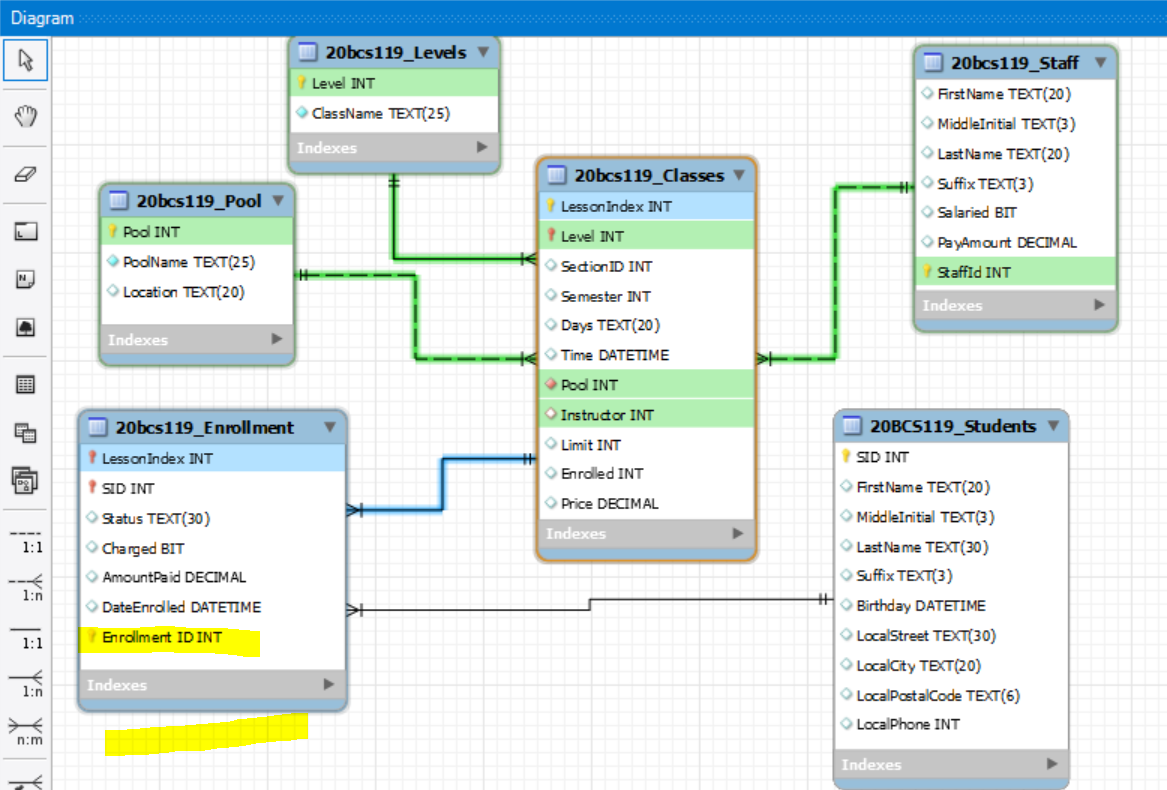 Diagram
20bcs119_Levels
Level INT
ClassName TEXT(25)
Indexes
20bcs119_Staff
FirstName TEXT(20)
MiddleInitial TEXT(3)
LastName TEXT(20)
Suffix TEXT(3)
Salaried BIT
PayAmount DECIMAL
StaffId INT
Indexes
20bcs119_Pool
Pool INT
PoolName TEXT(25)
Location TEXT(20)
Indexes
20bcs119_Classes
LessonIndex INT
Level INT
SectionID INT
Semester INT
Days TEXT(20)
Time DATETIME
Pool INT
Instructor INT
Limit INT
Enrolled INT
Price DECIMAL
Indexes
20bcs119_Enrollment
LessonIndex INT
SID INT
Status TEXT(30)
Charged BIT
AmountPaid DECIMAL
DateEnrolled DATETIME
Enrollment ID INT
Indexes
20BCS119_Students
SID INT
FirstName TEXT(20)
MiddleInitial TEXT(3)
LastName TEXT(30)
Suffix TEXT(3)
Birthday DATETIME
LocalStreet TEXT(30)
LocalCity TEXT(20)
LocalPostalCode TEXT(6)
LocalPhone INT
Indexes
N
1:1
1:n
1:1
1:n
n:m